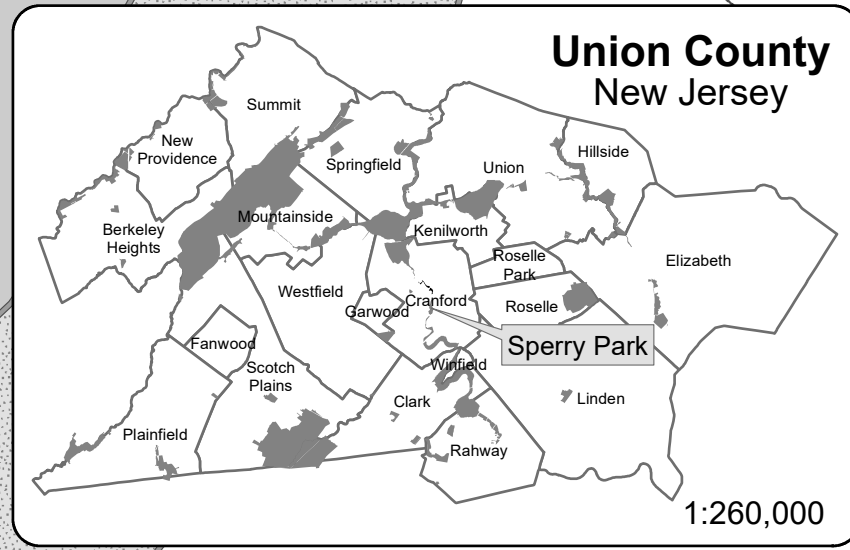 Union County
New Jersey
Summit
New
Providence
Springfield
Union
Hillside
Berkeley
Heights
Mountainside
Kenilworth
Roselle
Park
Elizabeth
Westfield
Garwood
Cranford
Roselle
Sperry Park
Fanwood
Scotch
Plains
Winfield
Clark
Linden
Plainfield
Rahway
1:260,000